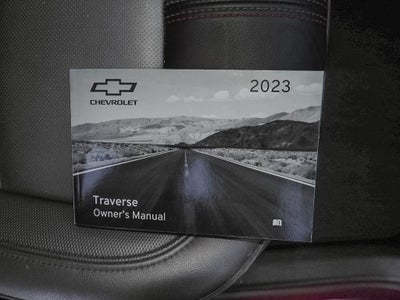 2023
CHEVROLET
Traverse
Owner's Manual